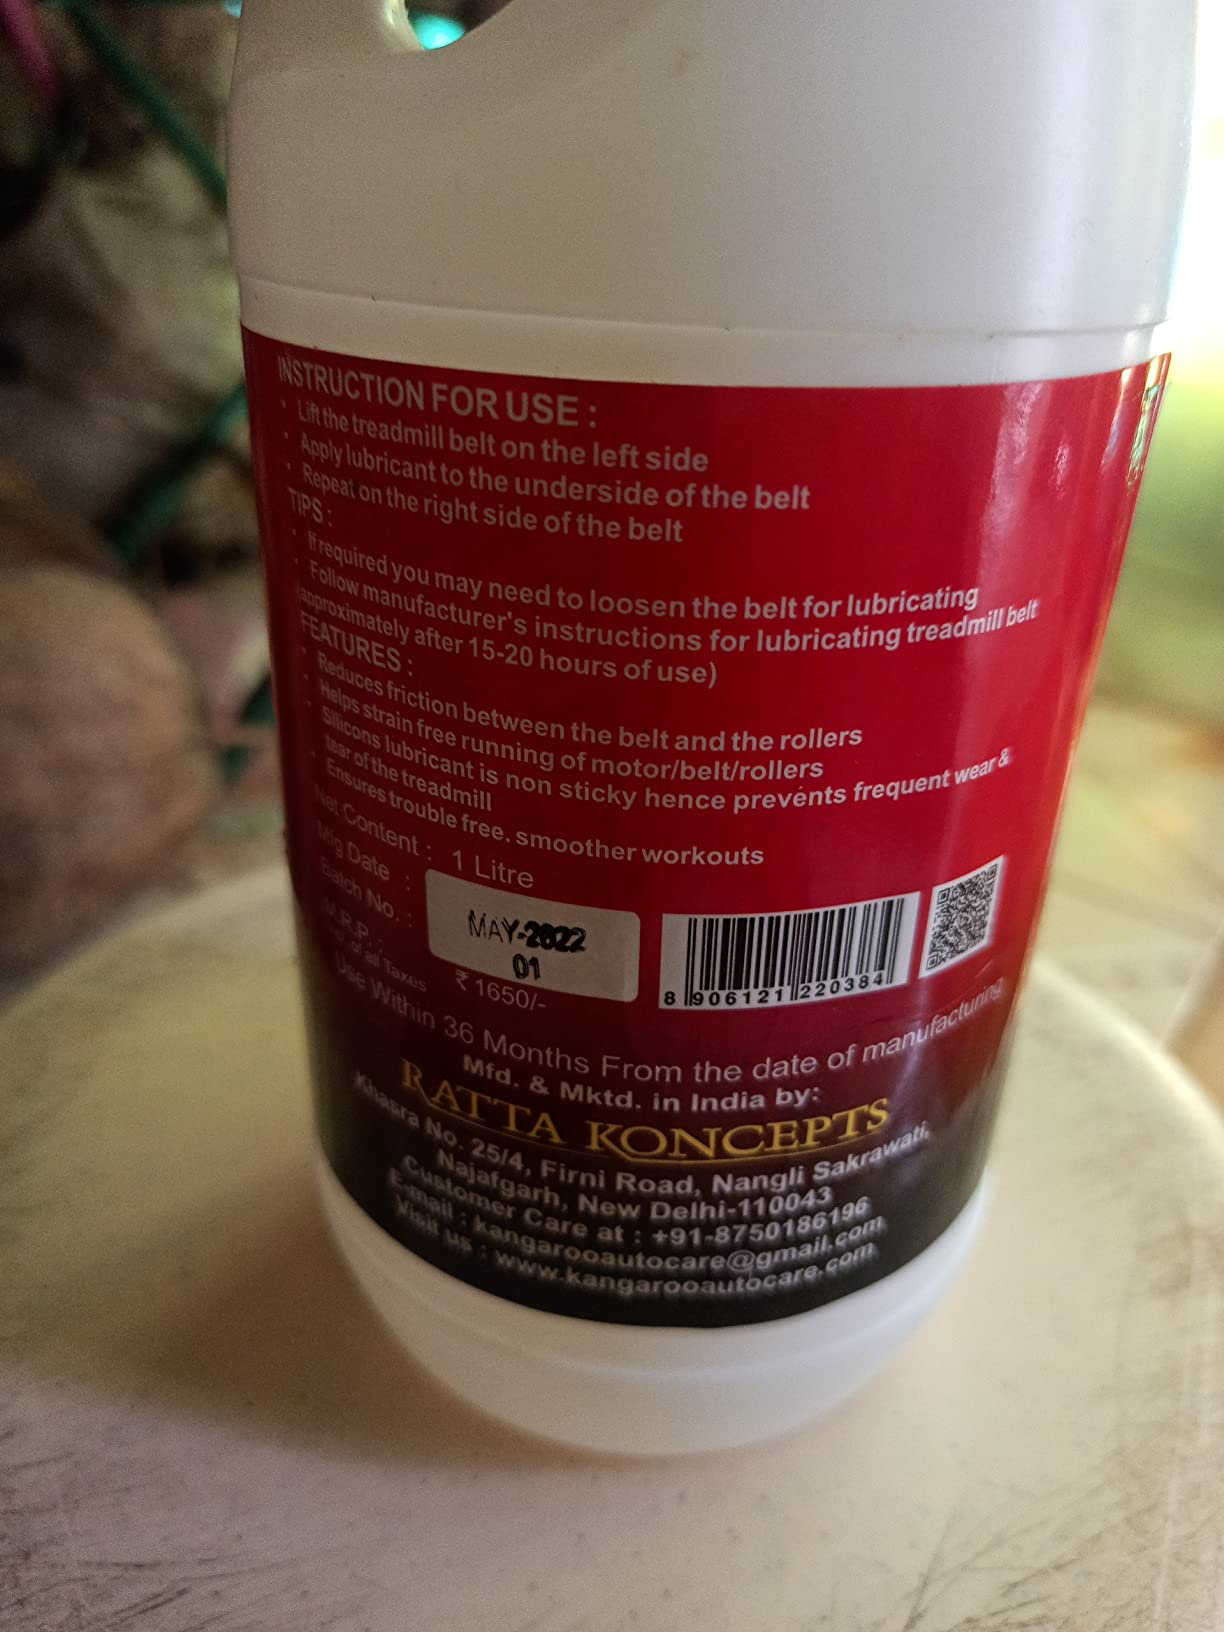 INSTRUCTION FOR USE :
· Lift the treadmill belt on the left side
· Apply lubricant to the underside of the belt
· Repeat on the right side of the belt
TIPS :
· If required you may need to loosen the belt for lubricating
· Follow manufacturer's instructions for lubricating treadmill belt
(approximately after 15-20 hours of use)
FEATURES :
· Reduces friction between the belt and the rollers
· Helps strain free running of motor/belt/rollers
· Silicons lubricant is non sticky hence prevents frequent wear &
tear of the treadmill
· Ensures trouble free. smoother workouts
Net Content : 1 Litre
Mfg Date : MAY-2022
Batch No. : 01
M.R.P. : ₹ 1650/-
of all Taxes
8 906121 220384
Use Within 36 Months From the date of manufacturing
Mfd. & Mktd. in India by:
RATTA KONCEPTS
Khasra No. 25/4, Firni Road, Nangli Sakrawati,
Najafgarh, New Delhi-110043
Customer Care at : +91-8750186196
E-mail : kangarooautocare@gmail.com
Visit us : www.kangarooautocare.com